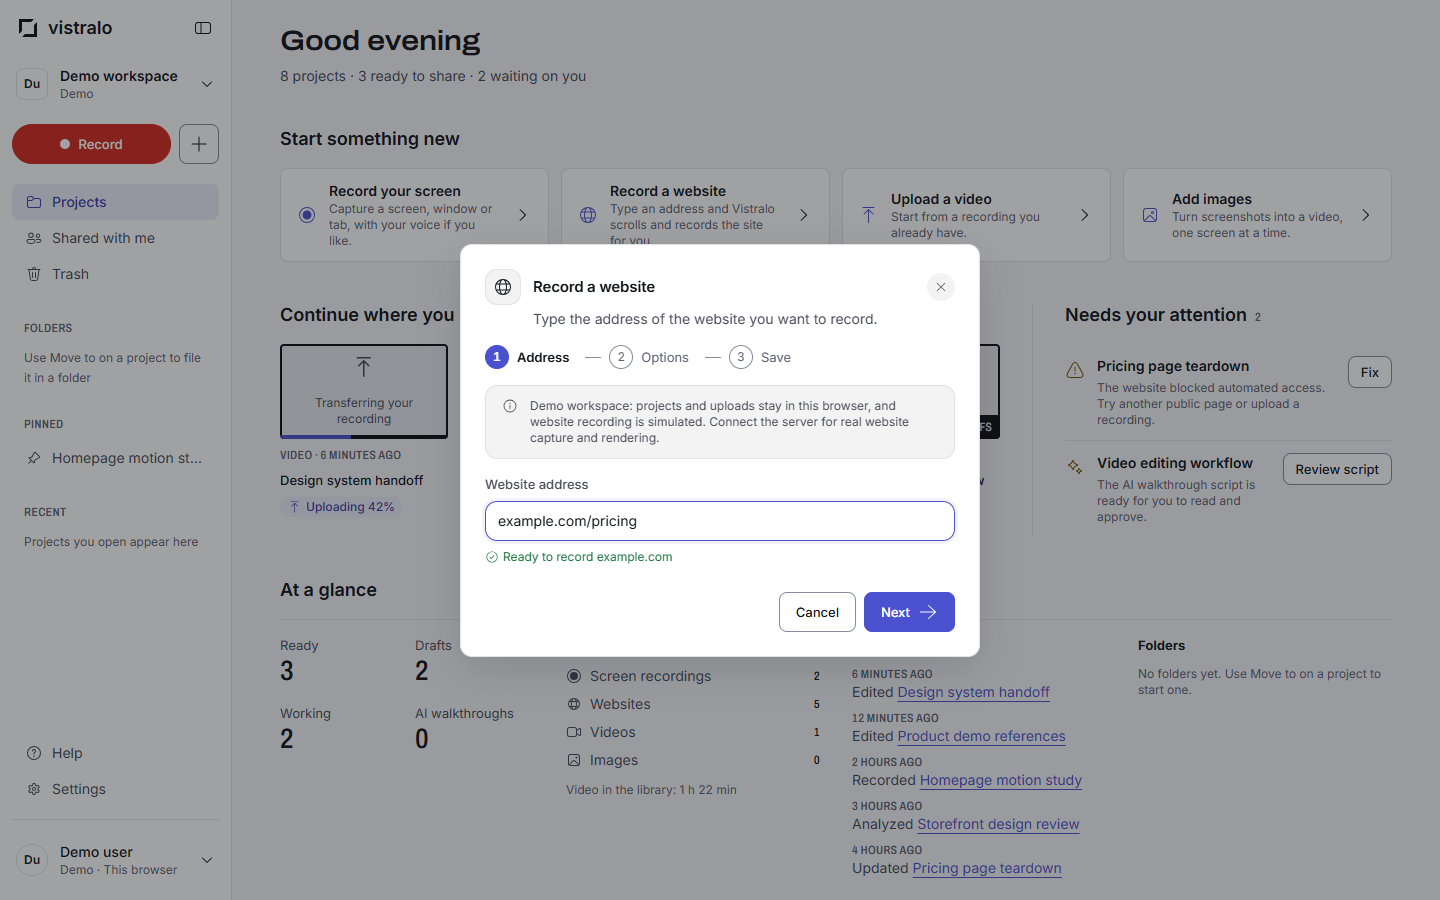 vistralo
Du
Demo workspace
Demo
Record
Projects
Shared with me
Trash
FOLDERS
Use Move to on a project to file
it in a folder
PINNED
Homepage motion st...
RECENT
Projects you open appear here
Help
Settings
Du
Demo user
Demo · This browser
Good evening
8 projects · 3 ready to share · 2 waiting on you
Start something new
Record your screen
Capture a screen, window or
tab, with your voice if you
like.
Record a website
Type an address and Vistralo
scrolls and records the site
for you.
Upload a video
Start from a recording you
already have.
Add images
Turn screenshots into a video,
one screen at a time.
Continue where you
Transferring your
recording
VIDEO · 6 MINUTES AGO
Design system handoff
Uploading 42%
Needs your attention 2
Pricing page teardown
The website blocked automated access.
Try another public page or upload a
recording.
Fix
Video editing workflow
The AI walkthrough script is
ready for you to read and
approve.
Review script
Record a website
Type the address of the website you want to record.
1 Address
2 Options
3 Save
Demo workspace: projects and uploads stay in this browser, and
website recording is simulated. Connect the server for real website
capture and rendering.
Website address
example.com/pricing
Ready to record example.com
Cancel
Next
At a glance
Ready
3
Drafts
2
Working
2
AI walkthroughs
0
Screen recordings 2
Websites 5
Videos 1
Images 0
Video in the library: 1 h 22 min
6 MINUTES AGO
Edited Design system handoff
12 MINUTES AGO
Edited Product demo references
2 HOURS AGO
Recorded Homepage motion study
3 HOURS AGO
Analyzed Storefront design review
4 HOURS AGO
Updated Pricing page teardown
Folders
No folders yet. Use Move to on a project to
start one.